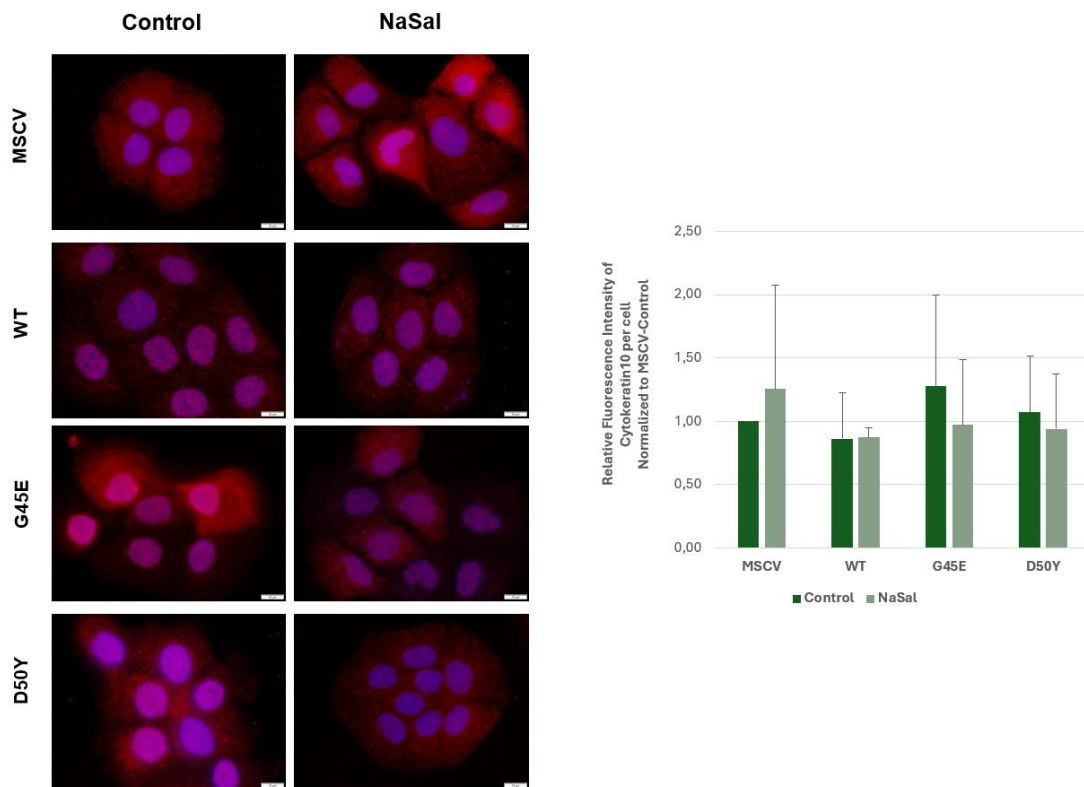 Control NaSal
MSCV
WT
G45E
D50Y
Relative Fluorescence Intensity of
Cytokeratin10 per cell
Normalized to MSCV-Control
2,50
2,00
1,50
1,00
0,50
0,00
MSCV WT G45E D50Y
Control NaSal